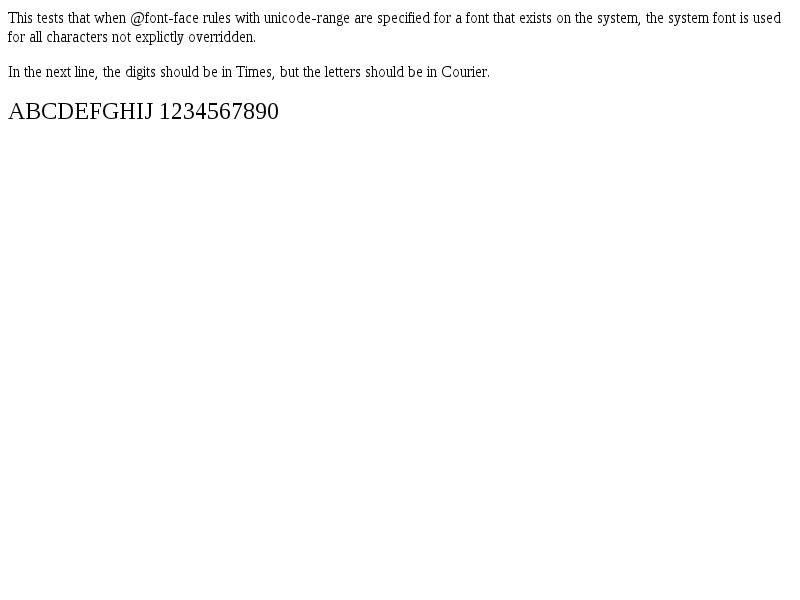 This tests that when @font-face rules with unicode-range are specified for a font that exists on the system, the system font is used
for all characters not explictly overridden.
In the next line, the digits should be in Times, but the letters should be in Courier.
ABCDEFGHIJ 1234567890